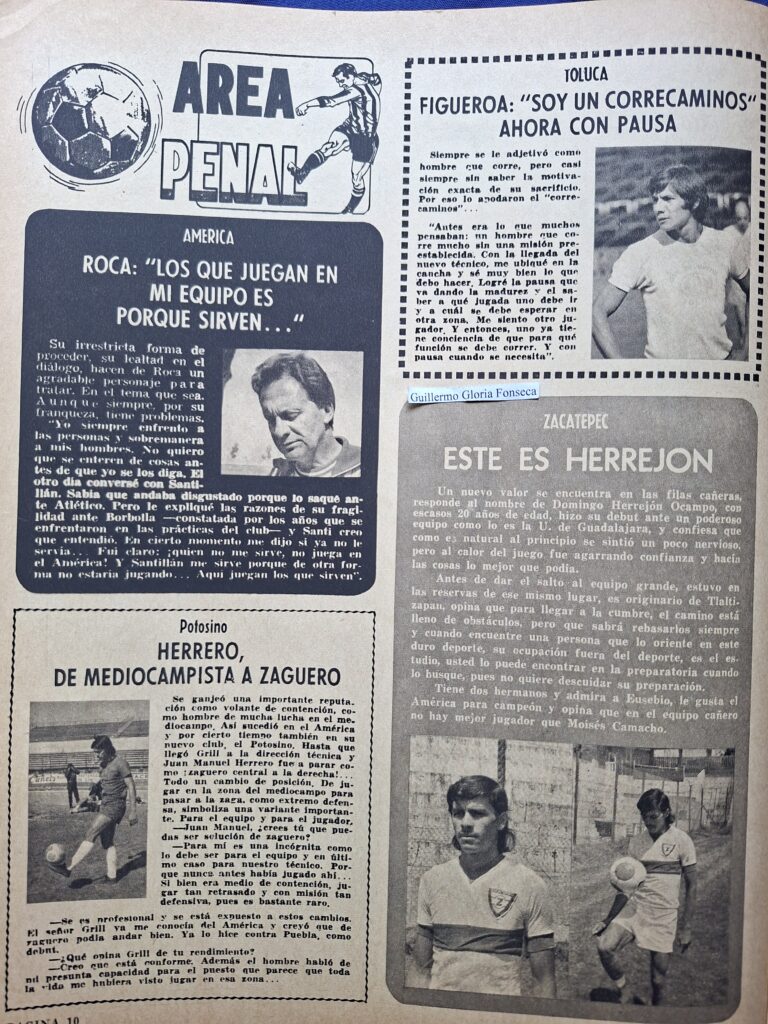 AREA
PENAL
AMERICA
ROCA: "LOS QUE JUEGAN EN
MI EQUIPO ES
PORQUE SIRVEN..."
Su irrestricta forma de
proceder, su lealtad en el
diálogo, hacen de Roca un
agradable personaje para
tratar. En el tema que sea.
Aunque siempre, por su
franqueza, tiene problemas.
"Yo siempre enfrento a
las personas y sobremanera
a mis hombres. No quiero
que se enteren de cosas an-
tes de que yo se los diga. El
otro día conversé con Santi-
llán. Sabía que andaba disgustado porque lo saqué an-
te Atlético. Pero le expliqué las razones de su fragi-
lidad ante Borbolla —constatada por los años que se
enfrentaron en las prácticas del club— y Santi creo
que entendió. En cierto momento me dijo si ya no le
servía... Fui claro: ¡quien no me sirve, no juega en
el América! Y Santillán me sirve porque de otra for-
ma no estaría jugando... Aquí juegan los que sirven".
Potosino
HERRERO,
DE MEDIOCAMPISTA A ZAGUERO
Se ganjeó una importante reputa-
ción como volante de contención, co-
mo hombre de mucha lucha en el me-
diocampo. Así sucedió en el América
y por cierto tiempo también en su
nuevo club, el Potosino. Hasta que
llegó Grill a la dirección técnica y
Juan Manuel Herrero fue a parar co-
mo ¡zaguero central a la derecha!...
Todo un cambio de posición. De ju-
gar en la zona del mediocampo para
pasar a la zaga, como extremo defen-
sa, simboliza una variante importan-
te. Para el equipo y para el jugador.
—Juan Manuel, ¿crees tú que pue-
das ser solución de zaguero?
—Para mí es una incógnita como
lo debe ser para el equipo y en últi-
mo caso para nuestro técnico. Por-
que nunca antes había jugado ahí...
Si bien era medio de contención, ju-
gar tan retrasado y con misión tan
defensiva, pues es bastante raro.
—Se es profesional y se está expuesto a estos cambios.
El señor Grill ya me conocía del América y creyó que de
zaguero podía andar bien. Ya lo hice contra Puebla, como
debut.
—¿Qué opina Grill de tu rendimiento?
—Creo que está conforme. Además el hombre habló de
mi presunta capacidad para el puesto que parece que toda
la vida me hubiera visto jugar en esa zona...
PAGINA 10
TOLUCA
FIGUEROA: "SOY UN CORRECAMINOS"
AHORA CON PAUSA
Siempre se le adjetivó como
hombre que corre, pero casi
siempre sin saber la motiva-
ción exacta de su sacrificio.
Por eso lo apodaron el "corre-
caminos"...
"Antes era lo que muchos
pensaban: un hombre que co-
rre mucho sin una misión pre-
establecida. Con la llegada del
nuevo técnico, me ubiqué en la
cancha y sé muy bien lo que
debo hacer. Logré la pausa que
va dando la madurez y el sa-
ber a qué jugada uno debe ir
y a cuál se debe esperar en
otra zona. Me siento otro ju-
gador. Y entonces, uno ya tie-
ne conciencia de que para qué
función se debe correr. Y con
pausa cuando se necesita".
Guillermo Gloria Fonseca
ZACATEPEC
ESTE ES HERREJON
Un nuevo valor se encuentra en las filas cañeras,
responde al nombre de Domingo Herrejón Ocampo, con
escasos 20 años de edad, hizo su debut ante un poderoso
equipo como lo es la U. de Guadalajara, y confiesa que
como es natural al principio se sintió un poco nervioso,
pero al calor del juego fue agarrando confianza y hacía
las cosas lo mejor que podía.
Antes de dar el salto al equipo grande, estuvo en
las reservas de ese mismo lugar, es originario de Tlalti-
zapan, opina que para llegar a la cumbre, el camino está
lleno de obstáculos, pero que sabrá rebasarlos siempre
y cuando encuentre una persona que lo oriente en este
duro deporte, su ocupación fuera del deporte, es el es-
tudio, usted lo puede encontrar en la preparatoria cuando
lo busque, pues no quiere descuidar su preparación.
Tiene dos hermanos y admira a Eusebio, le gusta el
América para campeón y opina que en el equipo cañero
no hay mejor jugador que Moisés Camacho.
Z